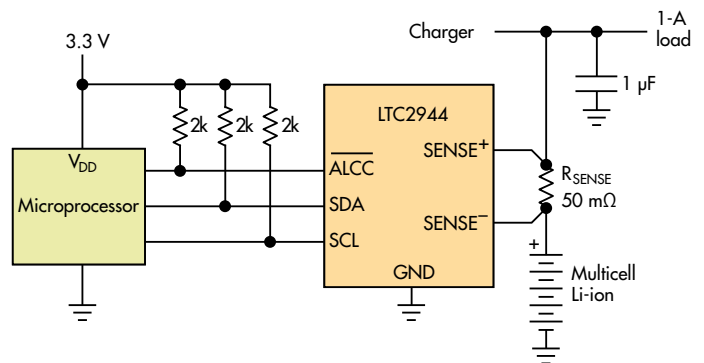 3.3 V
Charger
1-A
load
1 µF
2k 2k 2k
LTC2944
V_DD
Microprocessor
A̅L̅C̅C̅
SDA
SCL
SENSE⁺
SENSE⁻
GND
R_SENSE
50 mΩ
+
Multicell
Li-ion